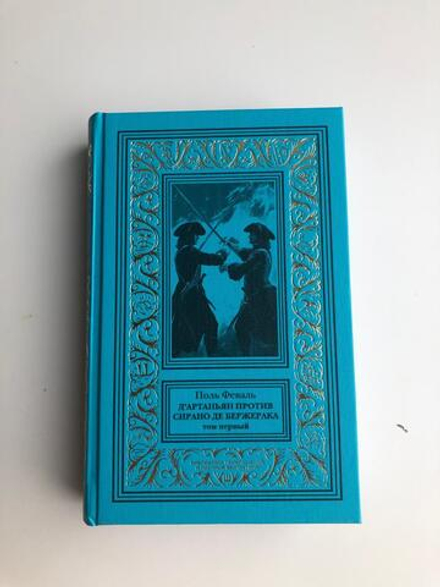 Поль Феваль
Д'АРТАНЬЯН ПРОТИВ
СИРАНО ДЕ БЕРЖЕРАКА
том первый